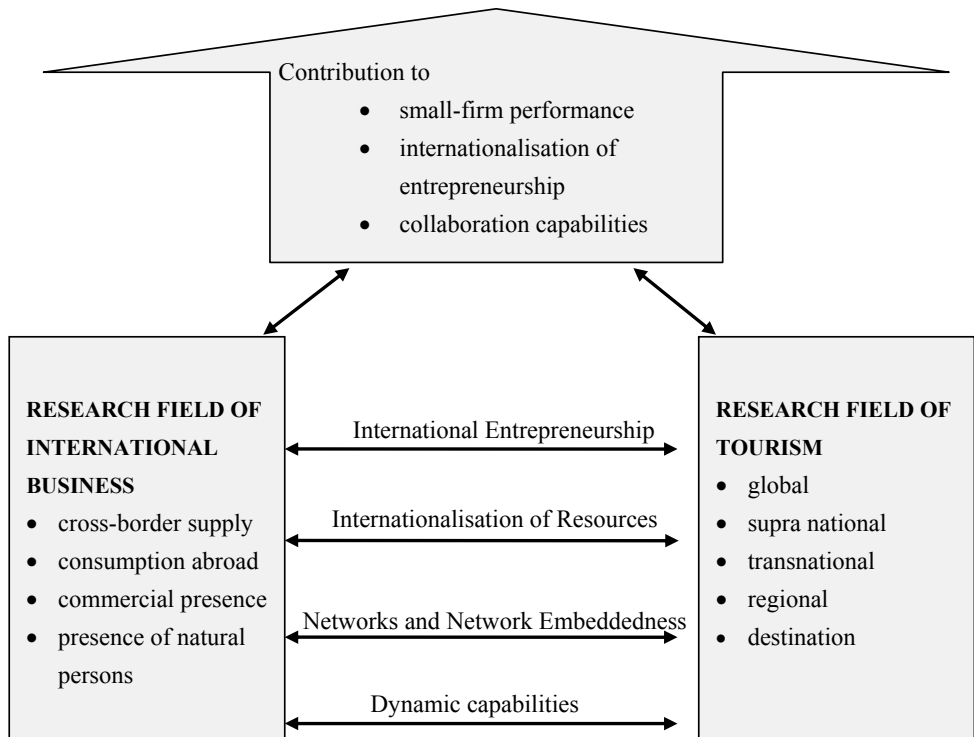 Contribution to
• small-firm performance
• internationalisation of
entrepreneurship
• collaboration capabilities
RESEARCH FIELD OF
INTERNATIONAL
BUSINESS
• cross-border supply
• consumption abroad
• commercial presence
• presence of natural
persons
International Entrepreneurship
Internationalisation of Resources
Networks and Network Embeddedness
Dynamic capabilities
RESEARCH FIELD OF
TOURISM
• global
• supra national
• transnational
• regional
• destination